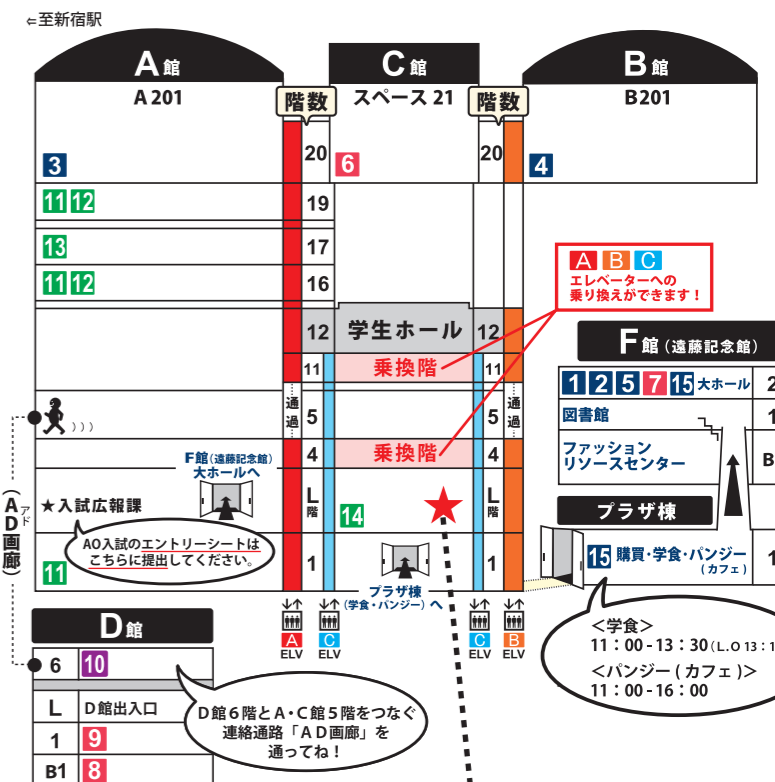 ⇐至新宿駅
A館
A201
階数
C館
スペース 21
階数
B館
B201
3
20
6
20
4
11 12
19
13
17
11 12
16
A B C
エレベーターへの
乗り換えができます！
12
学生ホール
12
11
乗換階
11
通過
5
5
通過
4
乗換階
4
F館(遠藤記念館)
大ホールへ
★入試広報課
L階
14
L階
AO入試のエントリーシートは
こちらに提出してください。
11
1
プラザ棟
(学食・パンジー)へ
1
A
ELV
C
ELV
C
ELV
B
ELV
F館(遠藤記念館)
1 2 5 7 15 大ホール
2
図書館
1
ファッション
リソースセンター
B
プラザ棟
15 購買・学食・パンジー
(カフェ)
1
＜学食＞
11：00-13：30(L.O 13：1
＜パンジー(カフェ)＞
11：00-16：00
(AD画廊)
アド
D館
6
10
L
D館出入口
1
9
B1
8
D館6階とA・C館5階をつなぐ
連絡通路「AD画廊」を
通ってね！